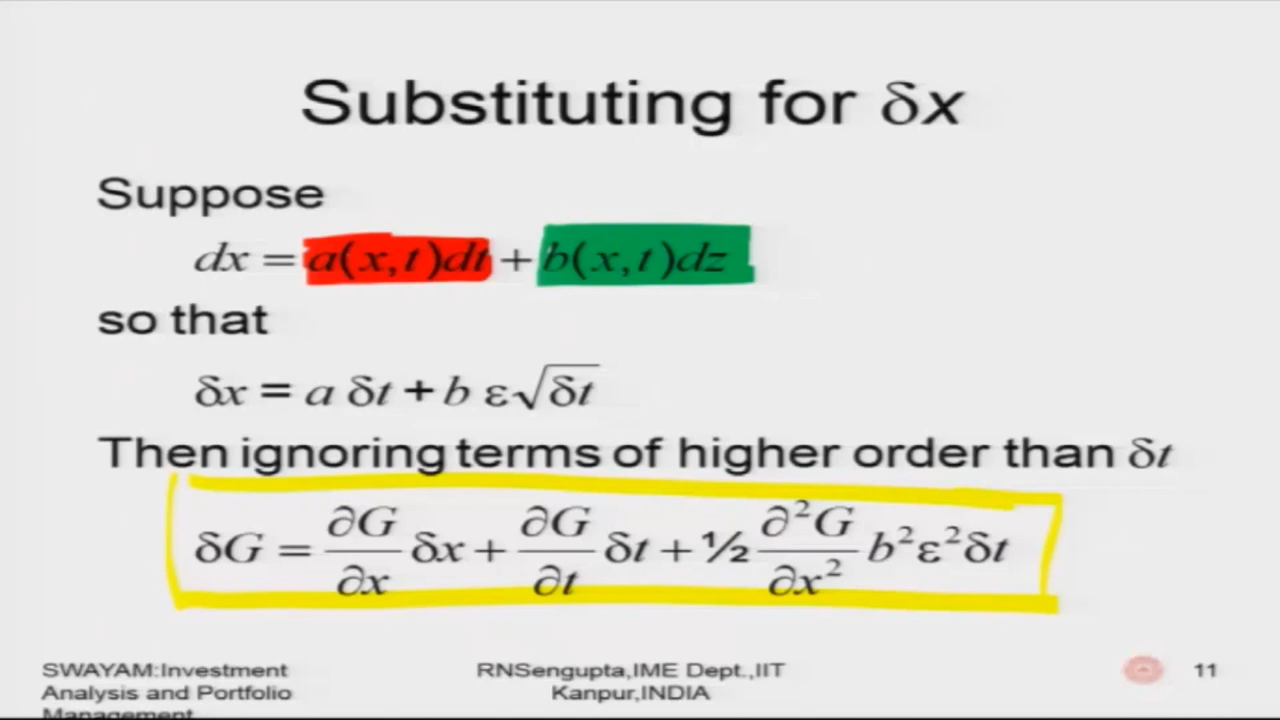 Substituting for δx
Suppose
dx = a(x,t)dt + b(x,t)dz
so that
δx = a δt + b ε√δt
Then ignoring terms of higher order than δt
δG = ∂G/∂x δx + ∂G/∂t δt + ½ ∂²G/∂x² b²ε²δt
SWAYAM:Investment
Analysis and Portfolio
Management
RNSengupta,IME Dept.,IIT
Kanpur,INDIA
11